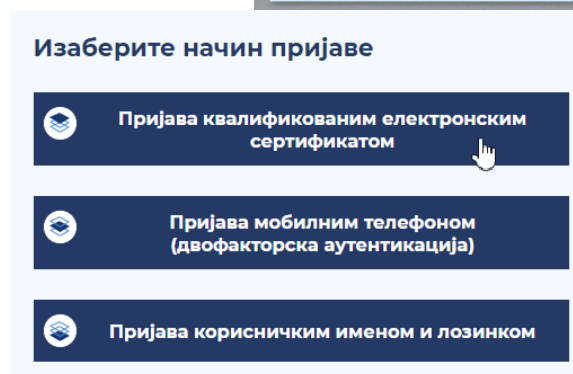 Изаберите начин пријаве
Пријава квалификованим електронским
сертификатом
Пријава мобилним телефоном
(двофакторска аутентикација)
Пријава корисничким именом и лозинком